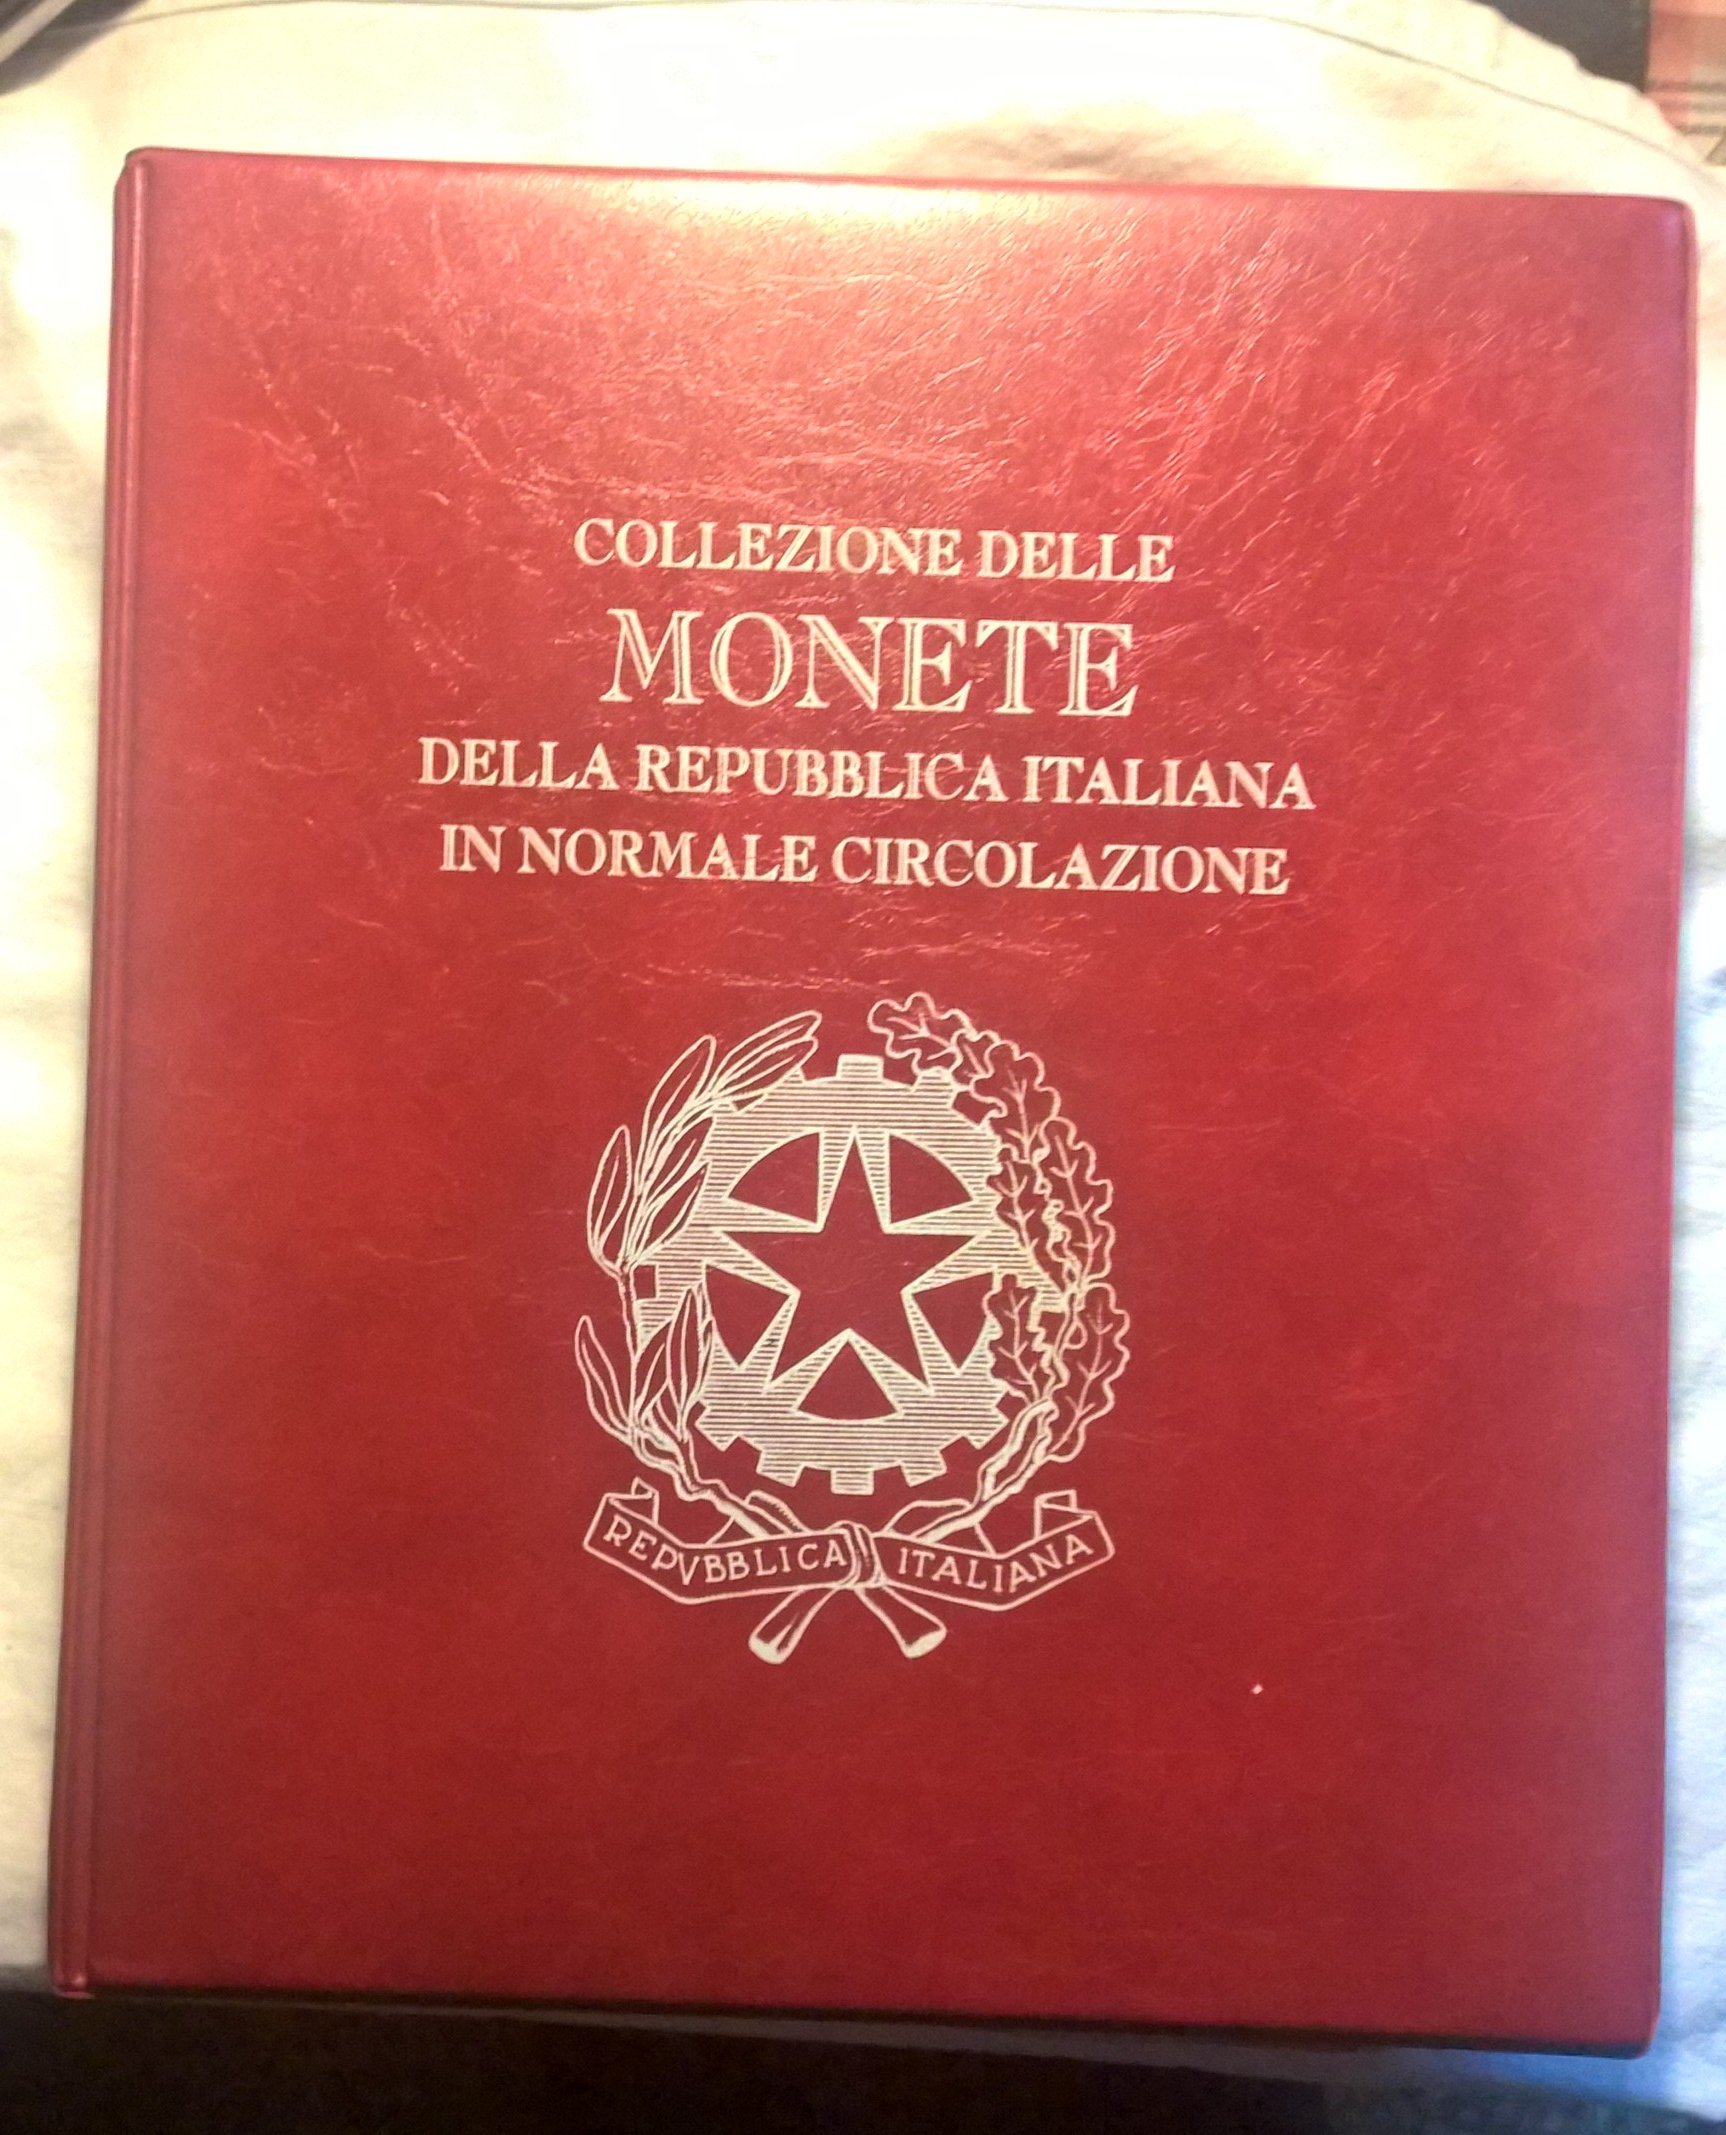 COLLEZIONE DELLE
MONETE
DELLA REPUBBLICA ITALIANA
IN NORMALE CIRCOLAZIONE
REPVBBLICA ITALIANA